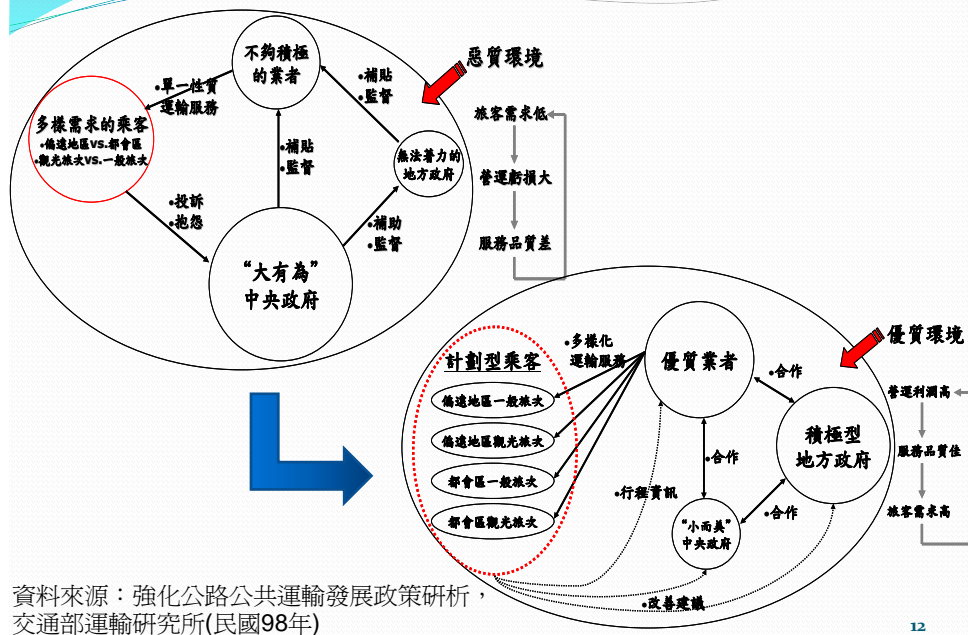 不夠積極
的業者
•單一性質
運輸服務
•補貼
•監督
惡質環境
多樣需求的乘客
•偏遠地區vs.都會區
•觀光旅次vs.一般旅次
•補貼
•監督
無法著力的
地方政府
•投訴
•抱怨
•補助
•監督
“大有為”
中央政府
旅客需求低
營運虧損大
服務品質差
計劃型乘客
偏遠地區一般旅次
偏遠地區觀光旅次
都會區一般旅次
都會區觀光旅次
•多樣化
運輸服務
優質業者
•合作
優質環境
積極型
地方政府
•合作
•行程資訊
“小而美”
中央政府
•合作
•改善建議
營運利潤高
服務品質佳
旅客需求高
資料來源：強化公路公共運輸發展政策研析，
交通部運輸研究所(民國98年)
12